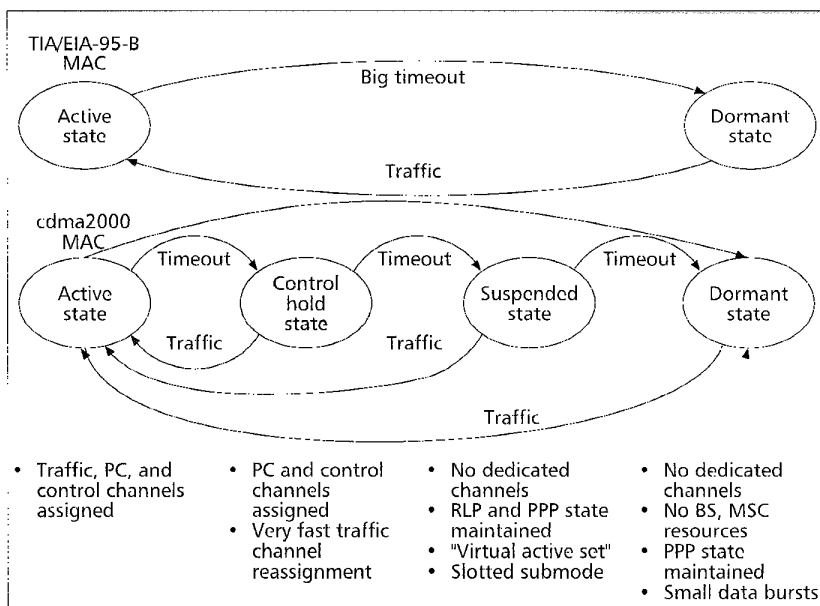 TIA/EIA-95-B
MAC
Big timeout
Active
state
Dormant
state
Traffic
cdma2000
MAC
Timeout
Timeout
Timeout
Active
state
Control
hold
state
Suspended
state
Dormant
state
Traffic
Traffic
Traffic
• Traffic, PC, and
control channels
assigned
• PC and control
channels
assigned
• Very fast traffic
channel
reassignment
• No dedicated
channels
• RLP and PPP state
maintained
• "Virtual active set"
• Slotted submode
• No dedicated
channels
• No BS, MSC
resources
• PPP state
maintained
• Small data bursts